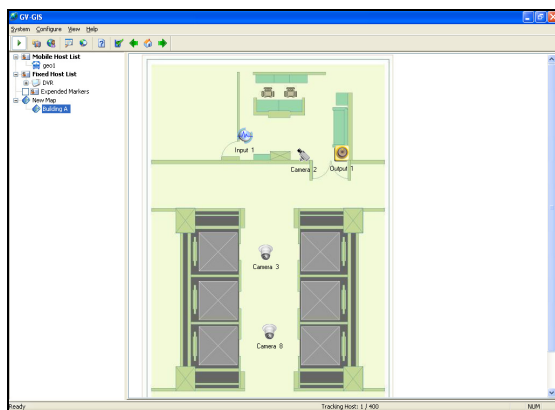 GV-GIS
System Configure View Help
Mobile Host List
geo1
Fixed Host List
DVR
Expended Markers
New Map
Building A
Input 1
Camera 2
Output 1
Camera 3
Camera 8
Ready
Tracking Host: 1 / 400
NUM